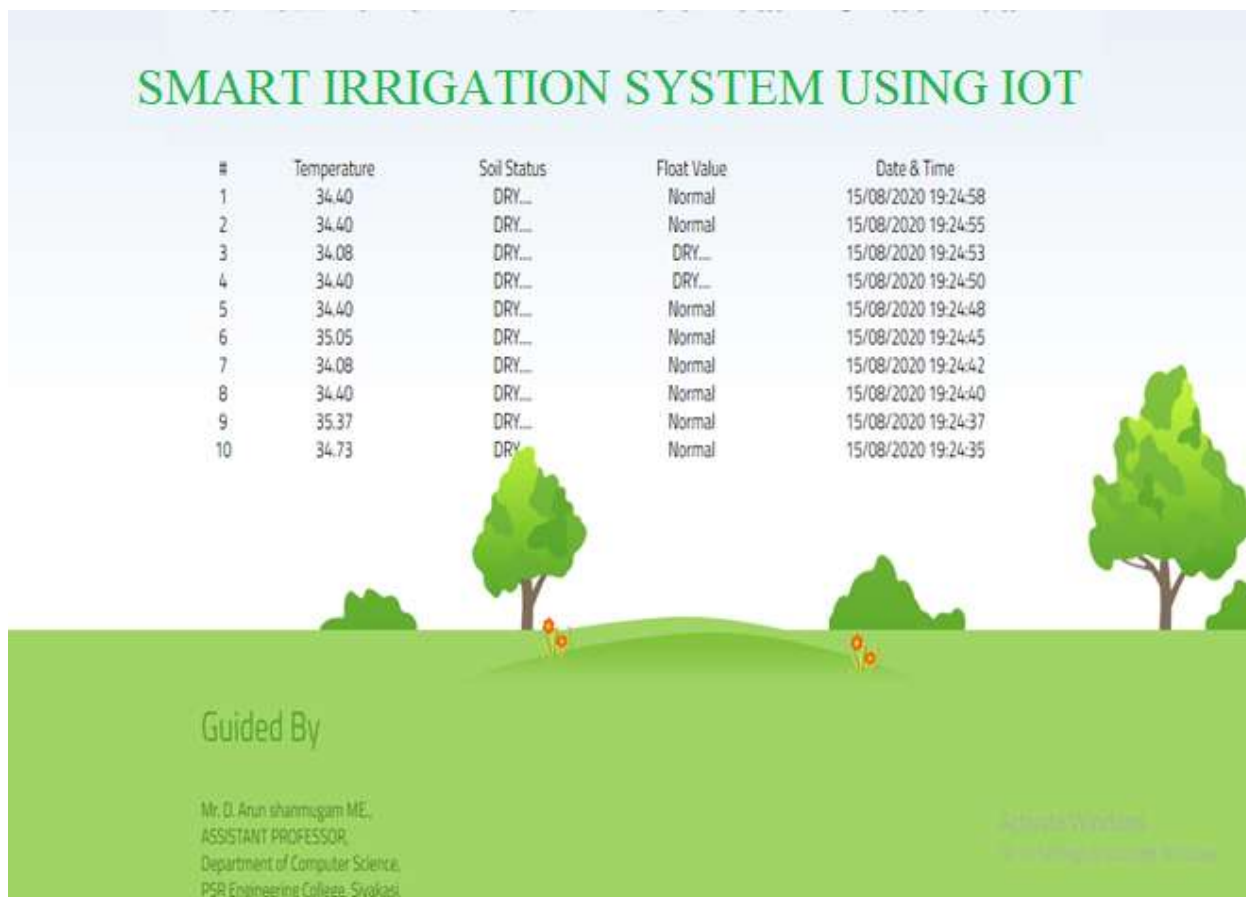 SMART IRRIGATION SYSTEM USING IOT
# Temperature Soil Status Float Value Date & Time
1 34.40 DRY.... Normal 15/08/2020 19:24:58
2 34.40 DRY.... Normal 15/08/2020 19:24:55
3 34.08 DRY.... DRY.... 15/08/2020 19:24:53
4 34.40 DRY.... DRY.... 15/08/2020 19:24:50
5 34.40 DRY.... Normal 15/08/2020 19:24:48
6 35.05 DRY.... Normal 15/08/2020 19:24:45
7 34.08 DRY.... Normal 15/08/2020 19:24:42
8 34.40 DRY.... Normal 15/08/2020 19:24:40
9 35.37 DRY.... Normal 15/08/2020 19:24:37
10 34.73 DRY Normal 15/08/2020 19:24:35
Guided By
Mr. D. Arun shanmugam ME.,
ASSISTANT PROFESSOR,
Department of Computer Science,
PSR Engineering College, Sivakasi.
Activate Windows